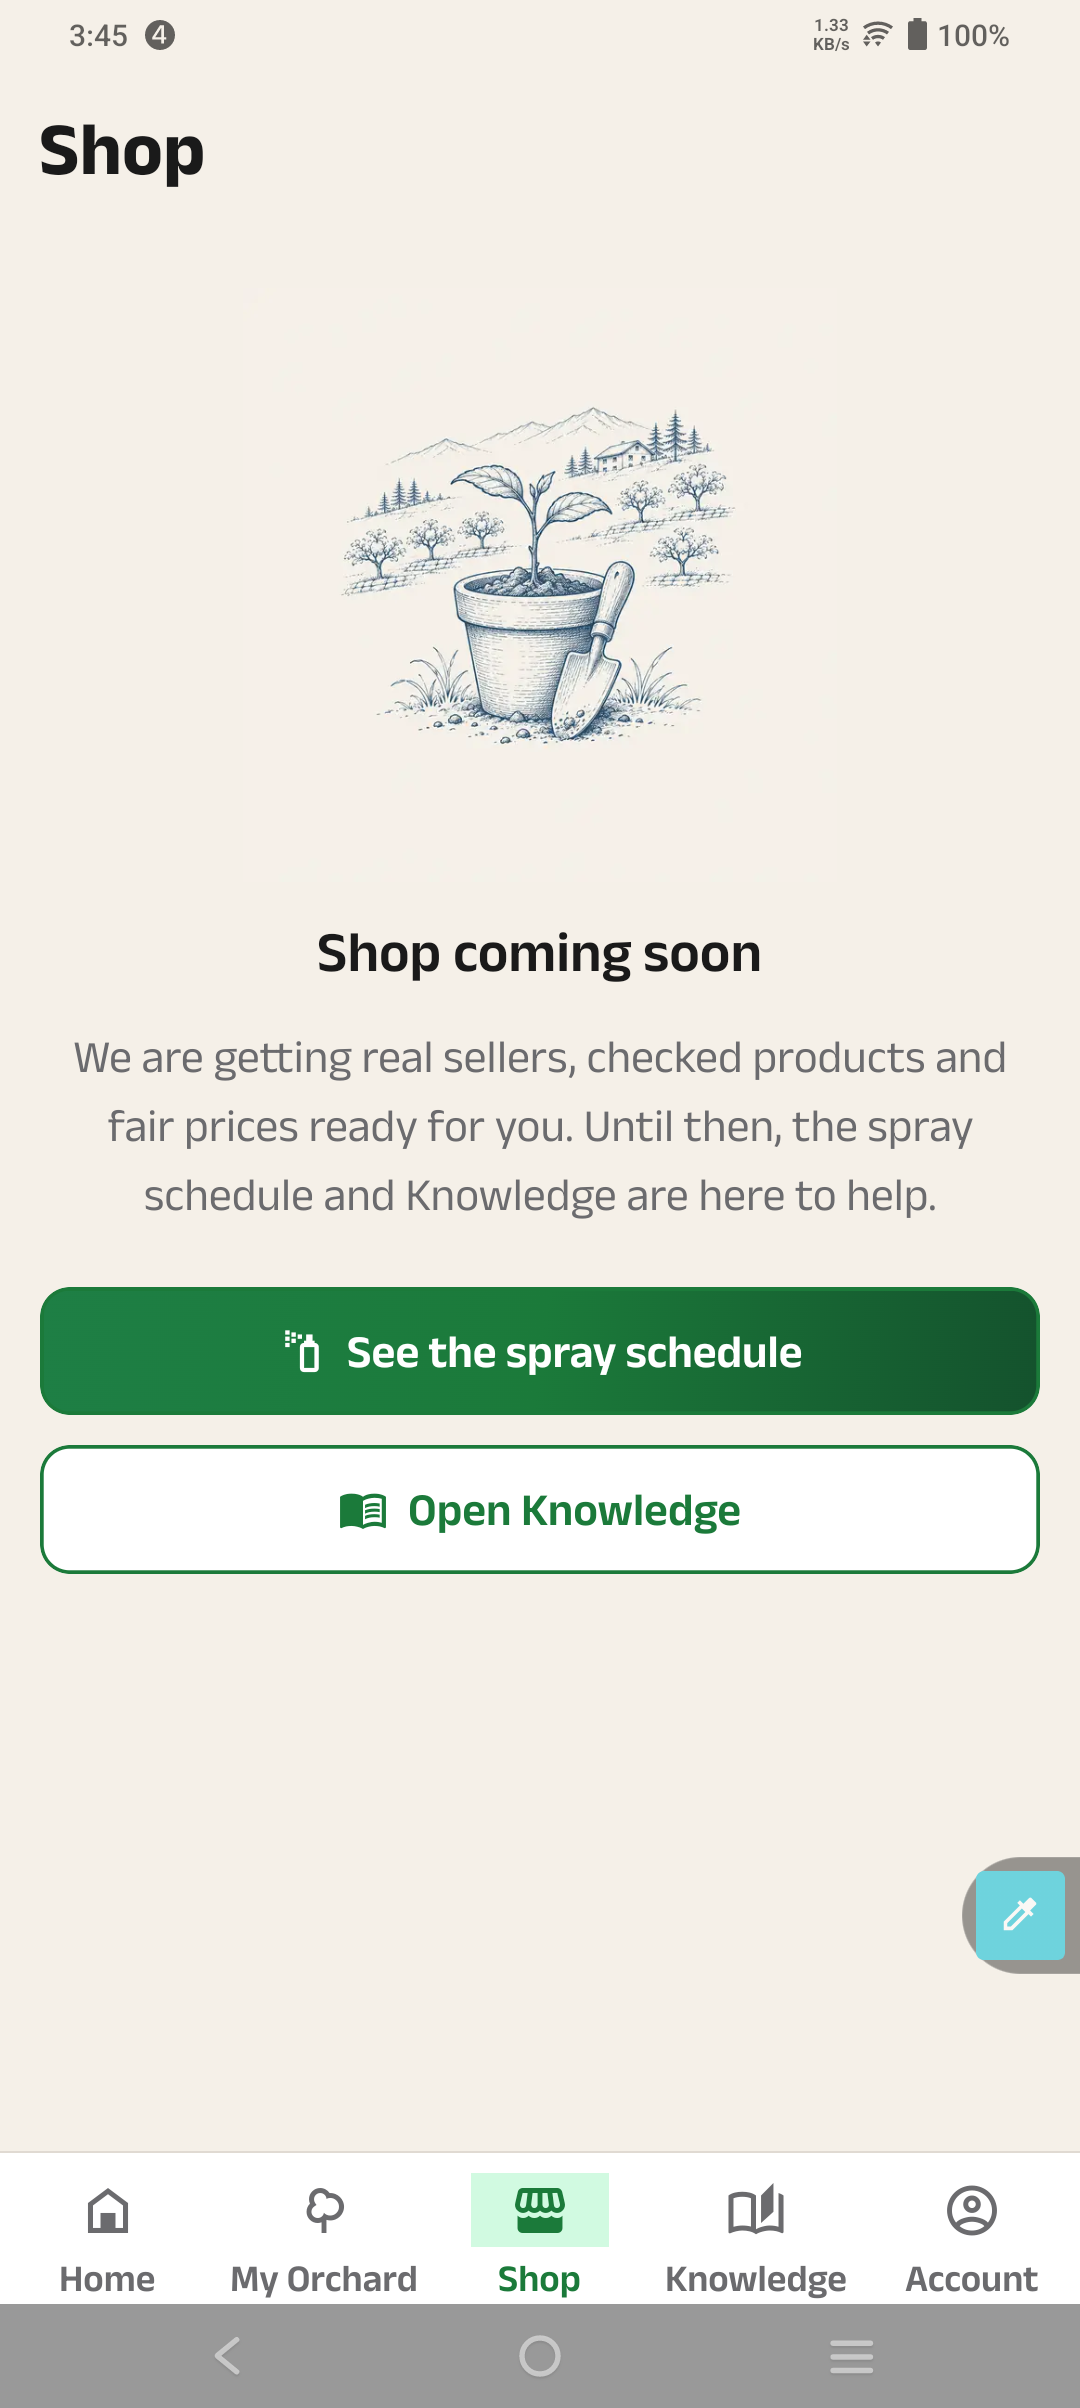 3:45 4 1.33 KB/s 100%
Shop
Shop coming soon
We are getting real sellers, checked products and
fair prices ready for you. Until then, the spray
schedule and Knowledge are here to help.
See the spray schedule
Open Knowledge
Home My Orchard Shop Knowledge Account